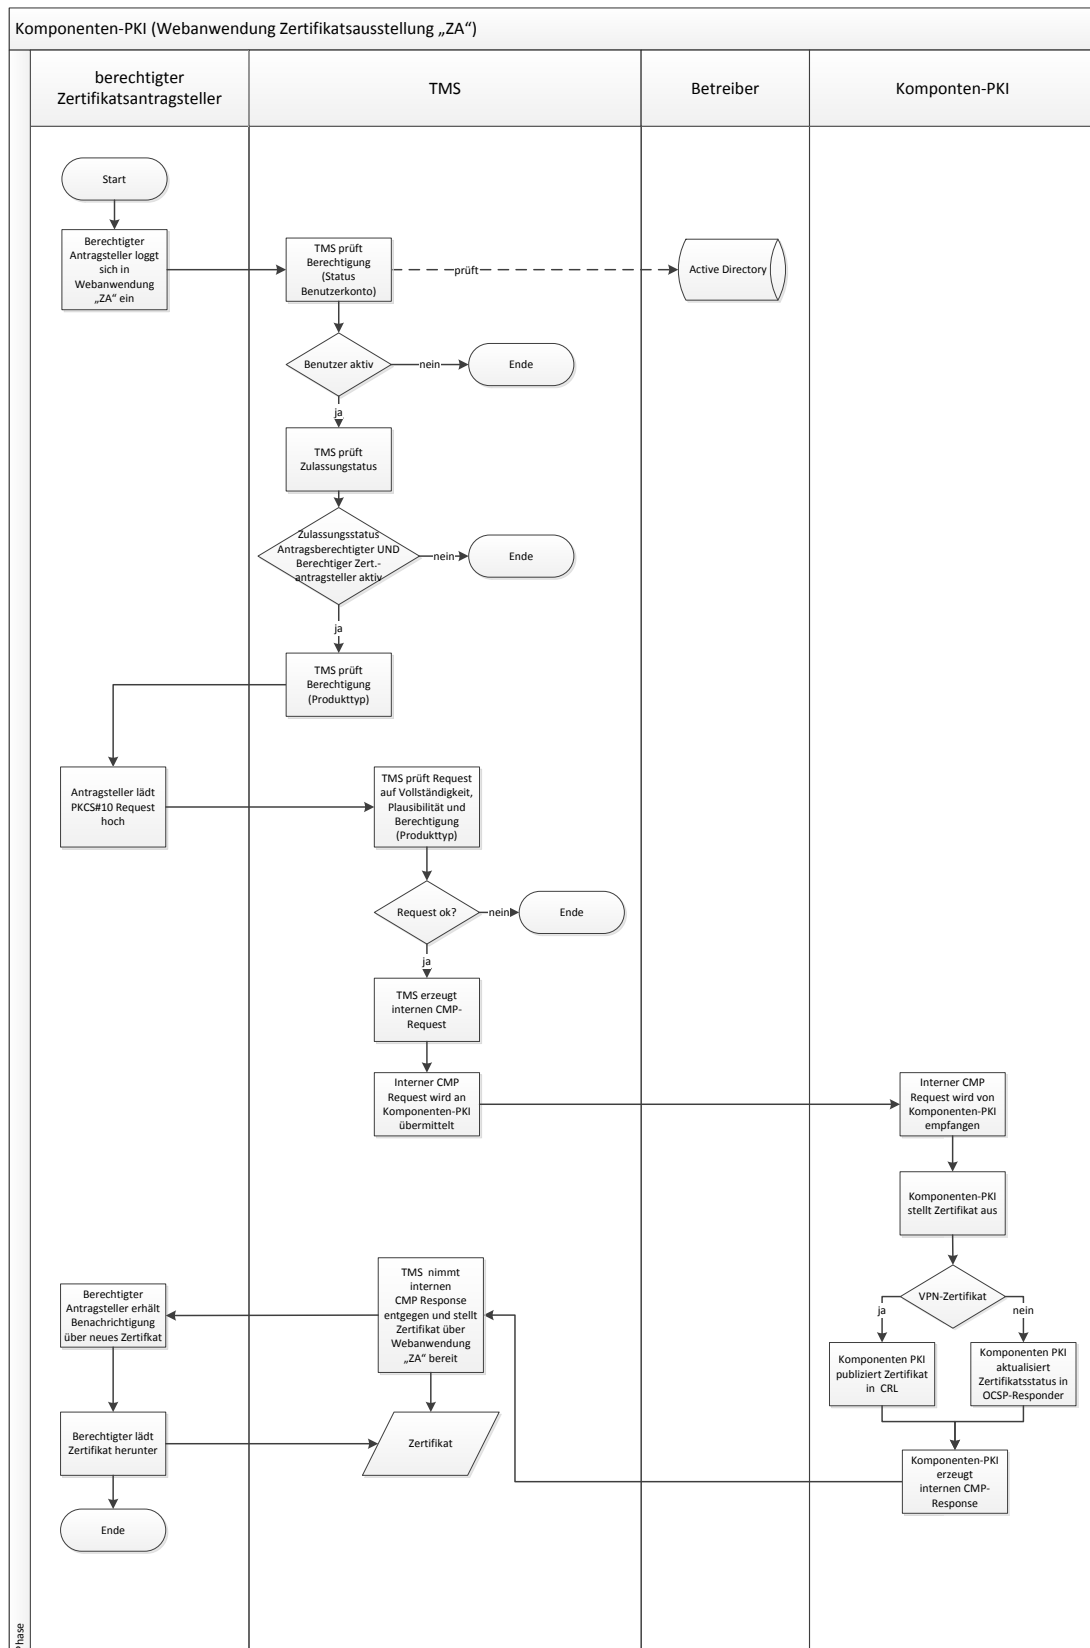 Komponenten-PKI (Webanwendung Zertifikatsausstellung „ZA“)
berechtigter
Zertifikatsantragsteller
TMS
Betreiber
Komponten-PKI
Start
Berechtigter
Antragsteller loggt
sich in
Webanwendung
„ZA“ ein
TMS prüft
Berechtigung
(Status
Benutzerkonto)
prüft
Active Directory
Benutzer aktiv
nein
Ende
ja
TMS prüft
Zulassungstatus
Zulassungsstatus
Antragsberechtigter UND
Berechtiger Zert.-
antragsteller aktiv
nein
Ende
ja
TMS prüft
Berechtigung
(Produkttyp)
Antragsteller lädt
PKCS#10 Request
hoch
TMS prüft Request
auf Vollständigkeit,
Plausibilität und
Berechtigung
(Produkttyp)
Request ok?
nein
Ende
ja
TMS erzeugt
internen CMP-
Request
Interner CMP
Request wird an
Komponenten-PKI
übermittelt
Interner CMP
Request wird von
Komponenten-PKI
empfangen
Komponenten-PKI
stellt Zertifikat aus
VPN-Zertifikat
ja
nein
Komponenten PKI
publiziert Zertifikat
in CRL
Komponenten PKI
aktualisiert
Zertifikatsstatus in
OCSP-Responder
Komponenten-PKI
erzeugt
internen CMP-
Response
TMS nimmt
internen
CMP Response
entgegen und stellt
Zertifikat über
Webanwendung
„ZA“ bereit
Berechtigter
Antragsteller erhält
Benachrichtigung
über neues Zertifkat
Berechtigter lädt
Zertifikat herunter
Zertifikat
Ende
Phase